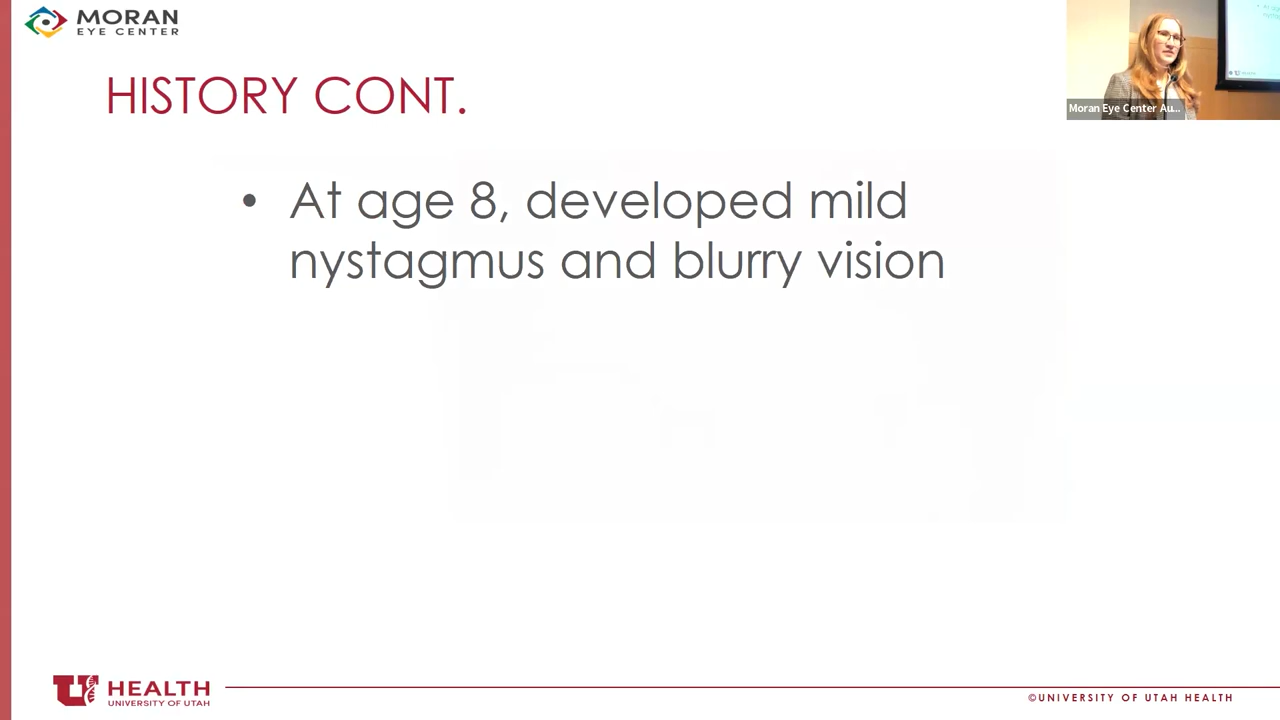 MORAN
EYE CENTER
HISTORY CONT.
Moran Eye Center Au...
• At age 8, developed mild
nystagmus and blurry vision
U HEALTH
UNIVERSITY OF UTAH
©UNIVERSITY OF UTAH HEALTH